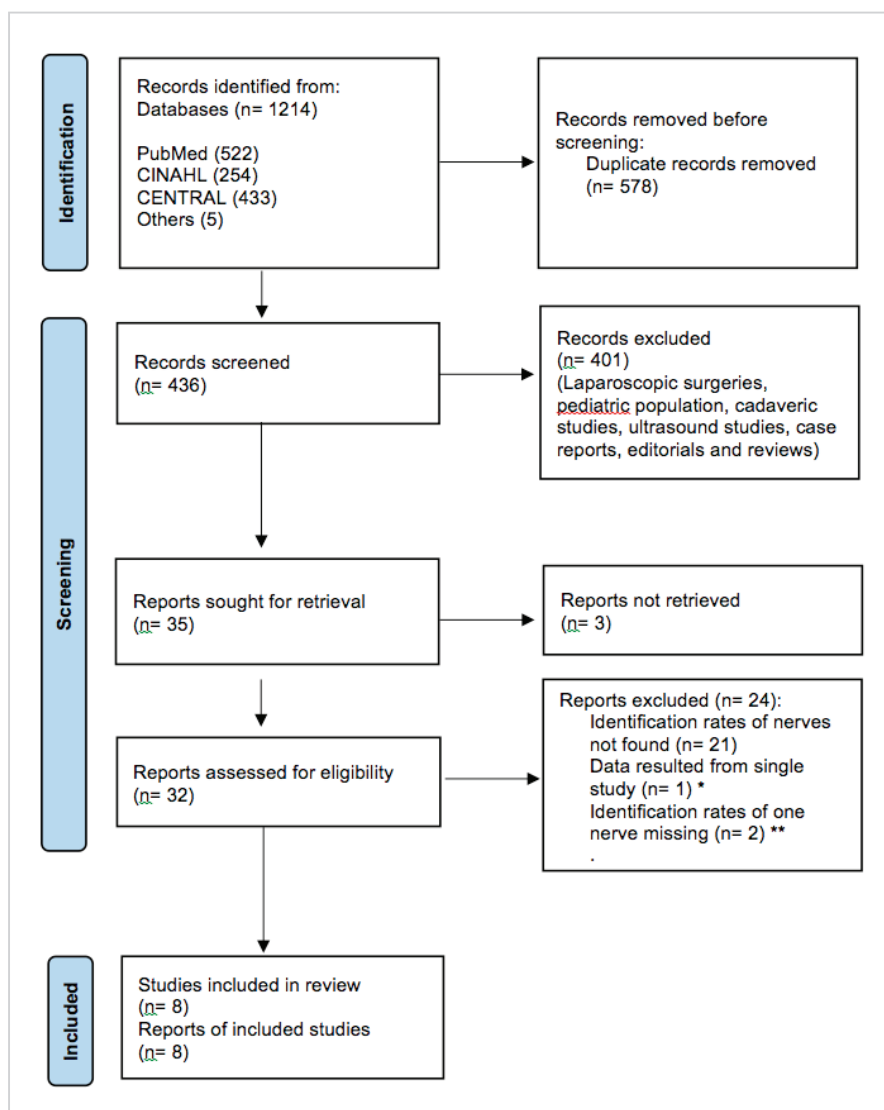 Identification
Records identified from:
Databases (n= 1214)
PubMed (522)
CINAHL (254)
CENTRAL (433)
Others (5)
Records removed before
screening:
Duplicate records removed
(n= 578)
Screening
Records screened
(n= 436)
Records excluded
(n= 401)
(Laparoscopic surgeries,
pediatric population, cadaveric
studies, ultrasound studies, case
reports, editorials and reviews)
Reports sought for retrieval
(n= 35)
Reports not retrieved
(n= 3)
Reports assessed for eligibility
(n= 32)
Reports excluded (n= 24):
Identification rates of nerves
not found (n= 21)
Data resulted from single
study (n= 1) *
Identification rates of one
nerve missing (n= 2) **
.
Included
Studies included in review
(n= 8)
Reports of included studies
(n= 8)